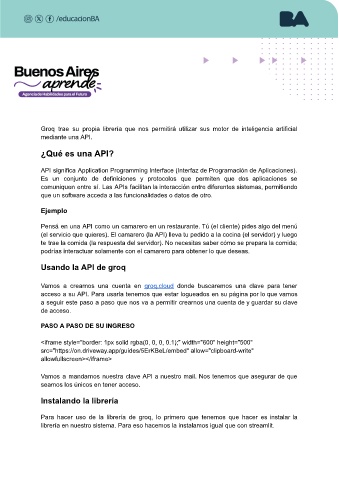 /educacionBA
BA
Buenos Aires
aprende
Agencia de Habilidades para el Futuro
Groq trae su propia librería que nos permitirá utilizar sus motor de inteligencia artificial
mediante una API.
¿Qué es una API?
API significa Application Programming Interface (Interfaz de Programación de Aplicaciones).
Es un conjunto de definiciones y protocolos que permiten que dos aplicaciones se
comuniquen entre sí. Las APIs facilitan la interacción entre diferentes sistemas, permitiendo
que un software acceda a las funcionalidades o datos de otro.
Ejemplo
Pensá en una API como un camarero en un restaurante. Tú (el cliente) pides algo del menú
(el servicio que quieres). El camarero (la API) lleva tu pedido a la cocina (el servidor) y luego
te trae la comida (la respuesta del servidor). No necesitas saber cómo se prepara la comida;
podrías interactuar solamente con el camarero para obtener lo que deseas.
Usando la API de groq
Vamos a crearnos una cuenta en groq.cloud donde buscaremos una clave para tener
acceso a su API. Para usarla tenemos que estar logueados en su página por lo que vamos
a seguir este paso a paso que nos va a permitir crearnos una cuenta de y guardar su clave
de acceso.
PASO A PASO DE SU INGRESO
<iframe style="border: 1px solid rgba(0, 0, 0, 0.1);" width="600" height="500"
src="https://on.driveway.app/guides/5ErKBeL/embed" allow="clipboard-write"
allowfullscreen></iframe>
Vamos a mandarnos nuestra clave API a nuestro mail. Nos tenemos que asegurar de que
seamos los únicos en tener acceso.
Instalando la librería
Para hacer uso de la librería de groq, lo primero que tenemos que hacer es instalar la
librería en nuestro sistema. Para eso hacemos la instalamos igual que con streamlit.